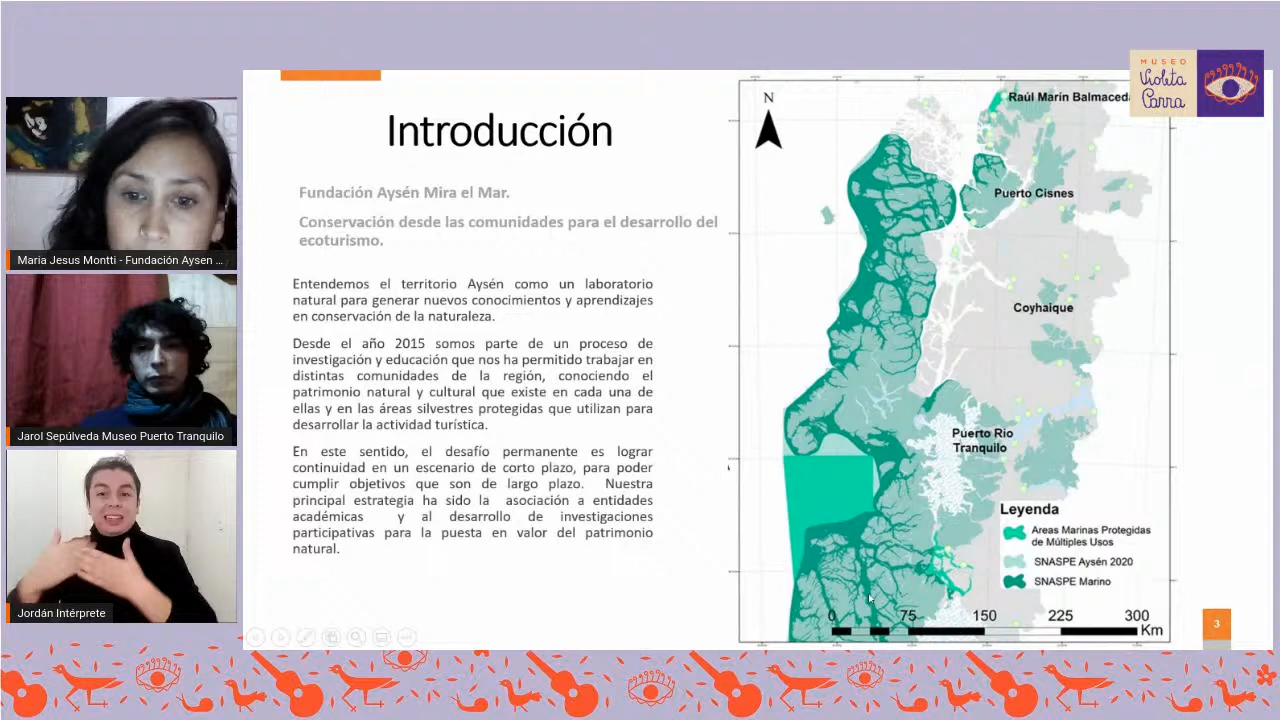 MUSEO
Violeta
Parra
Maria Jesus Montti - Fundación Aysen ...
Jarol Sepúlveda Museo Puerto Tranquilo
Jordán Intérprete
Introducción
Fundación Aysén Mira el Mar.
Conservación desde las comunidades para el desarrollo del
ecoturismo.
Entendemos el territorio Aysén como un laboratorio
natural para generar nuevos conocimientos y aprendizajes
en conservación de la naturaleza.
Desde el año 2015 somos parte de un proceso de
investigación y educación que nos ha permitido trabajar en
distintas comunidades de la región, conociendo el
patrimonio natural y cultural que existe en cada una de
ellas y en las áreas silvestres protegidas que utilizan para
desarrollar la actividad turística.
En este sentido, el desafío permanente es lograr
continuidad en un escenario de corto plazo, para poder
cumplir objetivos que son de largo plazo. Nuestra
principal estrategia ha sido la asociación a entidades
académicas y al desarrollo de investigaciones
participativas para la puesta en valor del patrimonio
natural.
N
Raúl Marín Balmaceda
Puerto Cisnes
Coyhaique
Puerto Rio
Tranquilo
Legenda
Areas Marinas Protegidas
de Múltiples Usos
SNASPE Aysén 2020
SNASPE Marino
0 75 150 225 300
Km
3